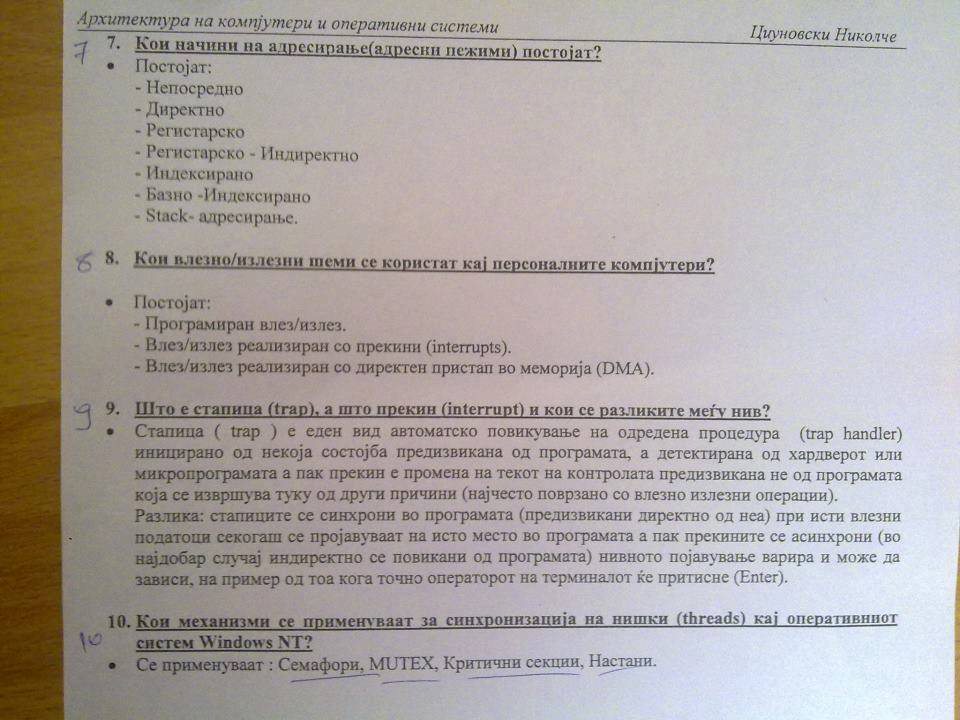 Архитектура на компјутери и оперативни системи
Циуновски Николче
7 7. Кои начини на адресирање(адресни пежими) постојат?
• Постојат:
- Непосредно
- Директно
- Регистарско
- Регистарско - Индиректно
- Индексирано
- Базно -Индексирано
- Stack- адресирање.
8 8. Кои влезно/излезни шеми се користат кај персоналните компјутери?
• Постојат:
- Програмиран влез/излез.
- Влез/излез реализиран со прекини (interrupts).
- Влез/излез реализиран со директен пристап во меморија (DMA).
9 9. Што е стапица (trap), а што прекин (interrupt) и кои се разликите меѓу нив?
• Стапица ( trap ) е еден вид автоматско повикување на одредена процедура (trap handler)
иницирано од некоја состојба предизвикана од програмата, а детектирана од хардверот или
микропрограмата а пак прекин е промена на текот на контролата предизвикана не од програмата
која се извршува туку од други причини (најчесто поврзано со влезно излезни операции).
Разлика: стапиците се синхрони во програмата (предизвикани директно од неа) при исти влезни
податоци секогаш се пројавуваат на исто место во програмата а пак прекините се асинхрони (во
најдобар случај индиректно се повикани од програмата) нивното појавување варира и може да
зависи, на пример од тоа кога точно операторот на терминалот ќе притисне (Enter).
10 10. Кои механизми се применуваат за синхронизација на нишки (threads) кај оперативниот
систем Windows NT?
• Се применуваат : Семафори, MUTEX, Критични секции, Настани.